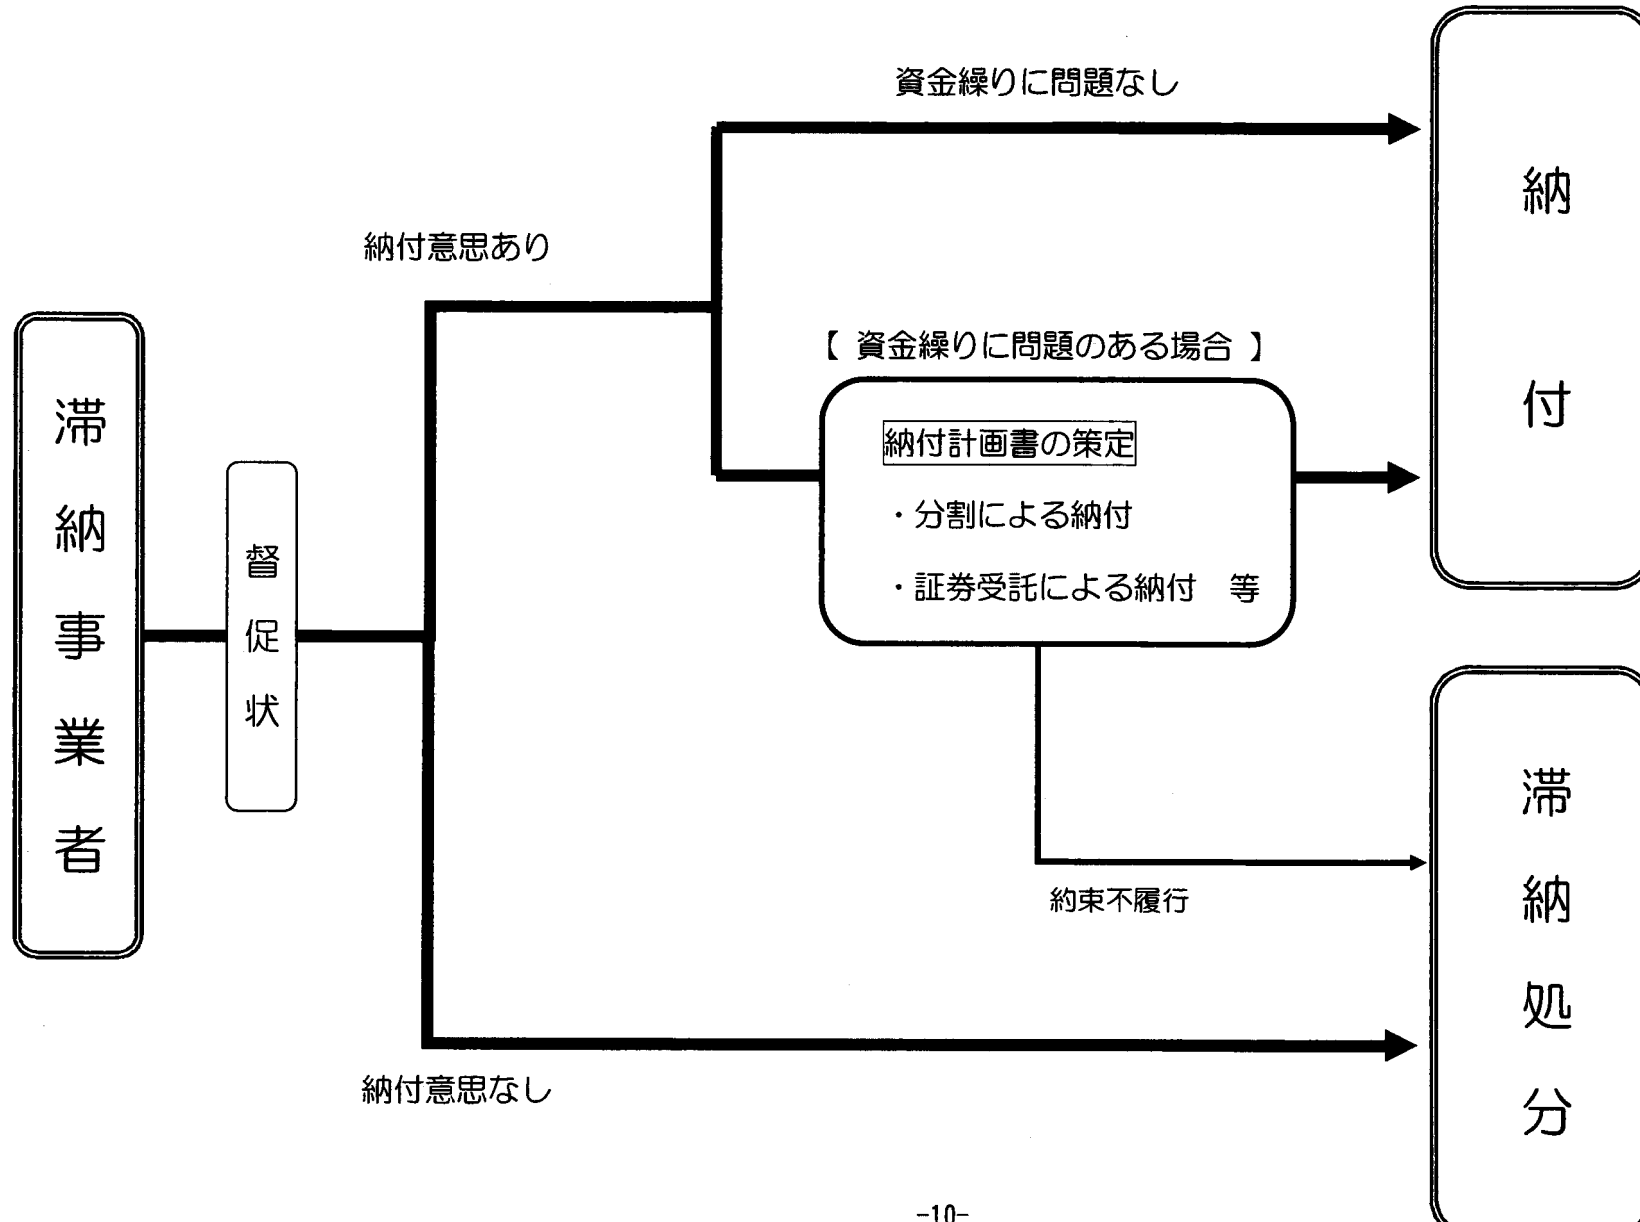 資金繰りに問題なし
納付
納付意思あり
【 資金繰りに問題のある場合 】
納付計画書の策定
・分割による納付
・証券受託による納付　等
滞納事業者
督促状
約束不履行
滞納処分
納付意思なし
-10-